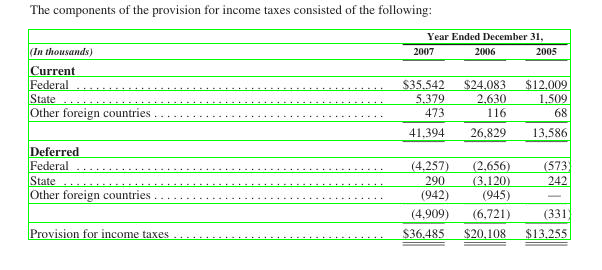 The components of the provision for income taxes consisted of the following:
Year Ended December 31,
(In thousands) 2007 2006 2005
Current
Federal ........................................ $35,542 $24,083 $12,009
State ........................................ 5,379 2,630 1,509
Other foreign countries ........................................ 473 116 68
41,394 26,829 13,586
Deferred
Federal ........................................ (4,257) (2,656) (573)
State ........................................ 290 (3,120) 242
Other foreign countries ........................................ (942) (945) —
(4,909) (6,721) (331)
Provision for income taxes ........................................ $36,485 $20,108 $13,255